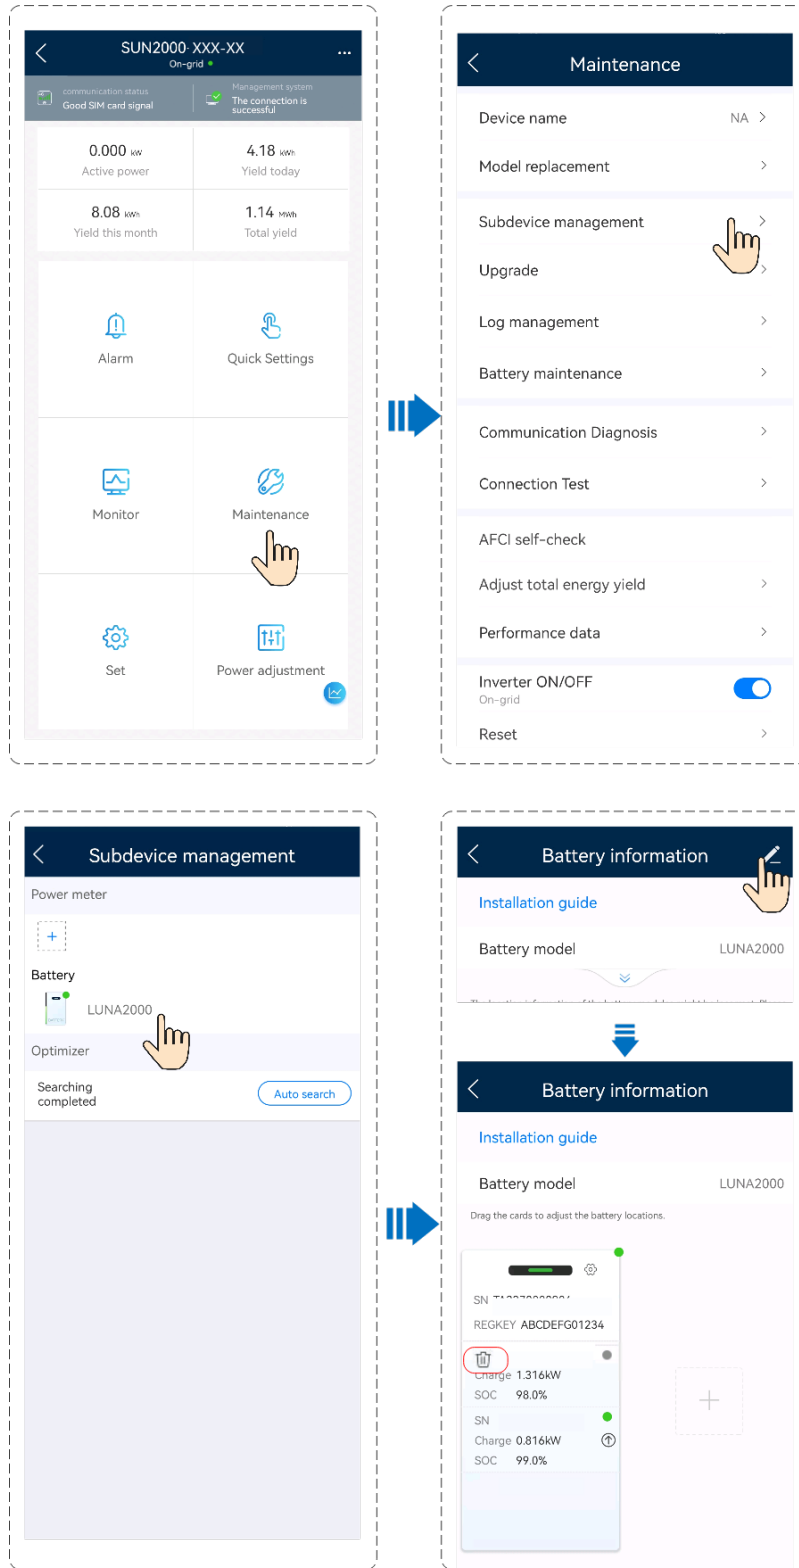 SUN2000- XXX-XX
On-grid
communication status
Good SIM card signal
Management system
The connection is
successful
0.000 kW
Active power
4.18 kWh
Yield today
8.08 kWh
Yield this month
1.14 MWh
Total yield
Alarm
Quick Settings
Monitor
Maintenance
Set
Power adjustment
Maintenance
Device name NA
Model replacement
Subdevice management
Upgrade
Log management
Battery maintenance
Communication Diagnosis
Connection Test
AFCI self-check
Adjust total energy yield
Performance data
Inverter ON/OFF
On-grid
Reset
Subdevice management
Power meter
Battery
LUNA2000
Optimizer
Searching
completed
Auto search
Battery information
Installation guide
Battery model LUNA2000
Battery information
Installation guide
Battery model LUNA2000
Drag the cards to adjust the battery locations.
SN
REGKEY ABCDEFG01234
Charge 1.316kW
SOC 98.0%
SN
Charge 0.816kW
SOC 99.0%